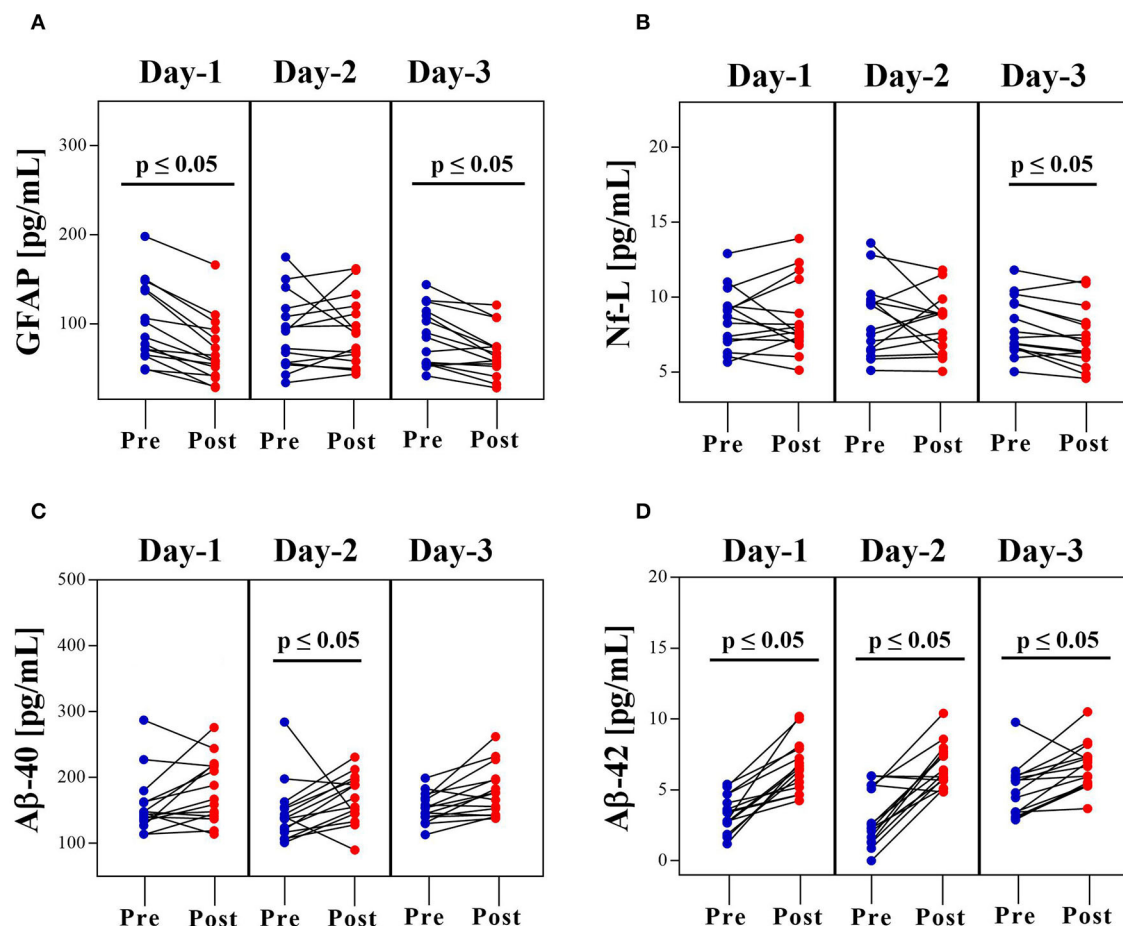 A
Day-1 Day-2 Day-3
GFAP [pg/mL]
300
200
100
p ≤ 0.05
p ≤ 0.05
Pre Post Pre Post Pre Post
B
Day-1 Day-2 Day-3
Nf-L [pg/mL]
20
15
10
5
p ≤ 0.05
Pre Post Pre Post Pre Post
C
Day-1 Day-2 Day-3
Aβ-40 [pg/mL]
500
400
300
200
100
p ≤ 0.05
Pre Post Pre Post Pre Post
D
Day-1 Day-2 Day-3
Aβ-42 [pg/mL]
20
15
10
5
0
p ≤ 0.05
p ≤ 0.05
p ≤ 0.05
Pre Post Pre Post Pre Post